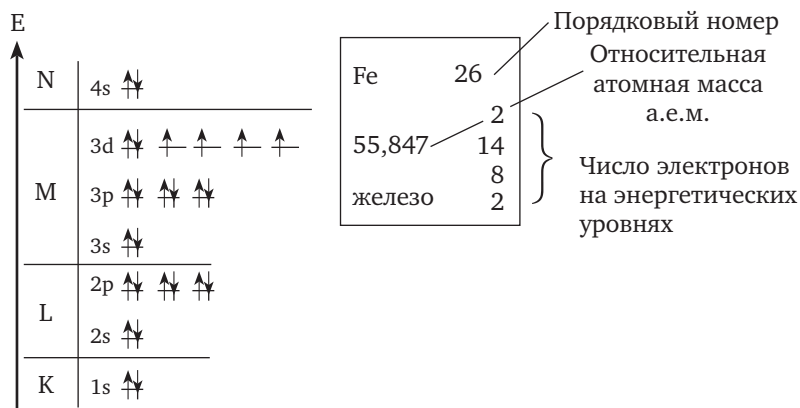 E
N
4s
3d
M
3p
3s
2p
L
2s
K
1s
Fe 26
2
55,847 14
8
железо 2
Порядковый номер
Относительная
атомная масса
а.е.м.
Число электронов
на энергетических
уровнях